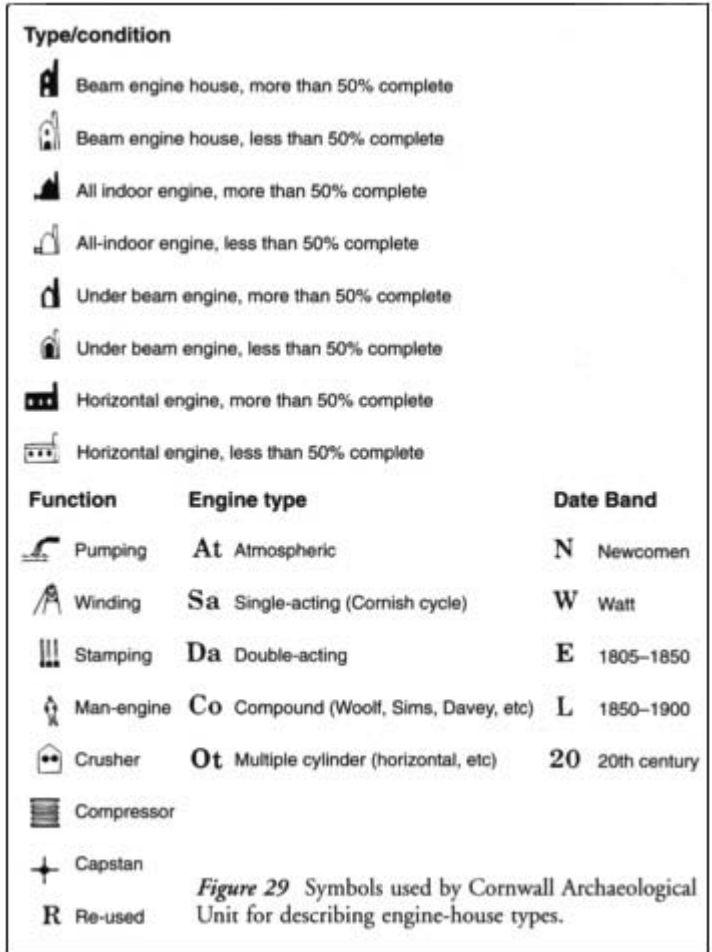 Type/condition
Beam engine house, more than 50% complete
Beam engine house, less than 50% complete
All indoor engine, more than 50% complete
All-indoor engine, less than 50% complete
Under beam engine, more than 50% complete
Under beam engine, less than 50% complete
Horizontal engine, more than 50% complete
Horizontal engine, less than 50% complete
Function Engine type Date Band
Pumping At Atmospheric N Newcomen
Winding Sa Single-acting (Cornish cycle) W Watt
Stamping Da Double-acting E 1805–1850
Man-engine Co Compound (Woolf, Sims, Davey, etc) L 1850–1900
Crusher Ot Multiple cylinder (horizontal, etc) 20 20th century
Compressor
Capstan
R Re-used
Figure 29 Symbols used by Cornwall Archaeological
Unit for describing engine-house types.